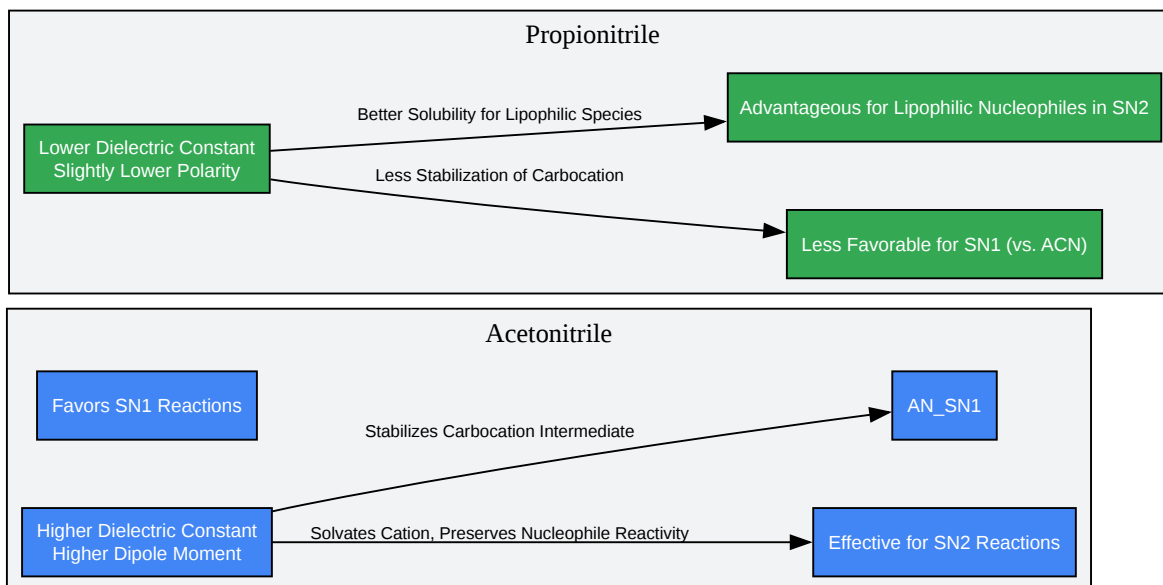 Propionitrile
Better Solubility for Lipophilic Species
Advantageous for Lipophilic Nucleophiles in SN2
Lower Dielectric Constant
Slightly Lower Polarity
Less Stabilization of Carbocation
Less Favorable for SN1 (vs. ACN)
Acetonitrile
Favors SN1 Reactions
Stabilizes Carbocation Intermediate
AN_SN1
Higher Dielectric Constant
Higher Dipole Moment
Solvates Cation, Preserves Nucleophile Reactivity
Effective for SN2 Reactions